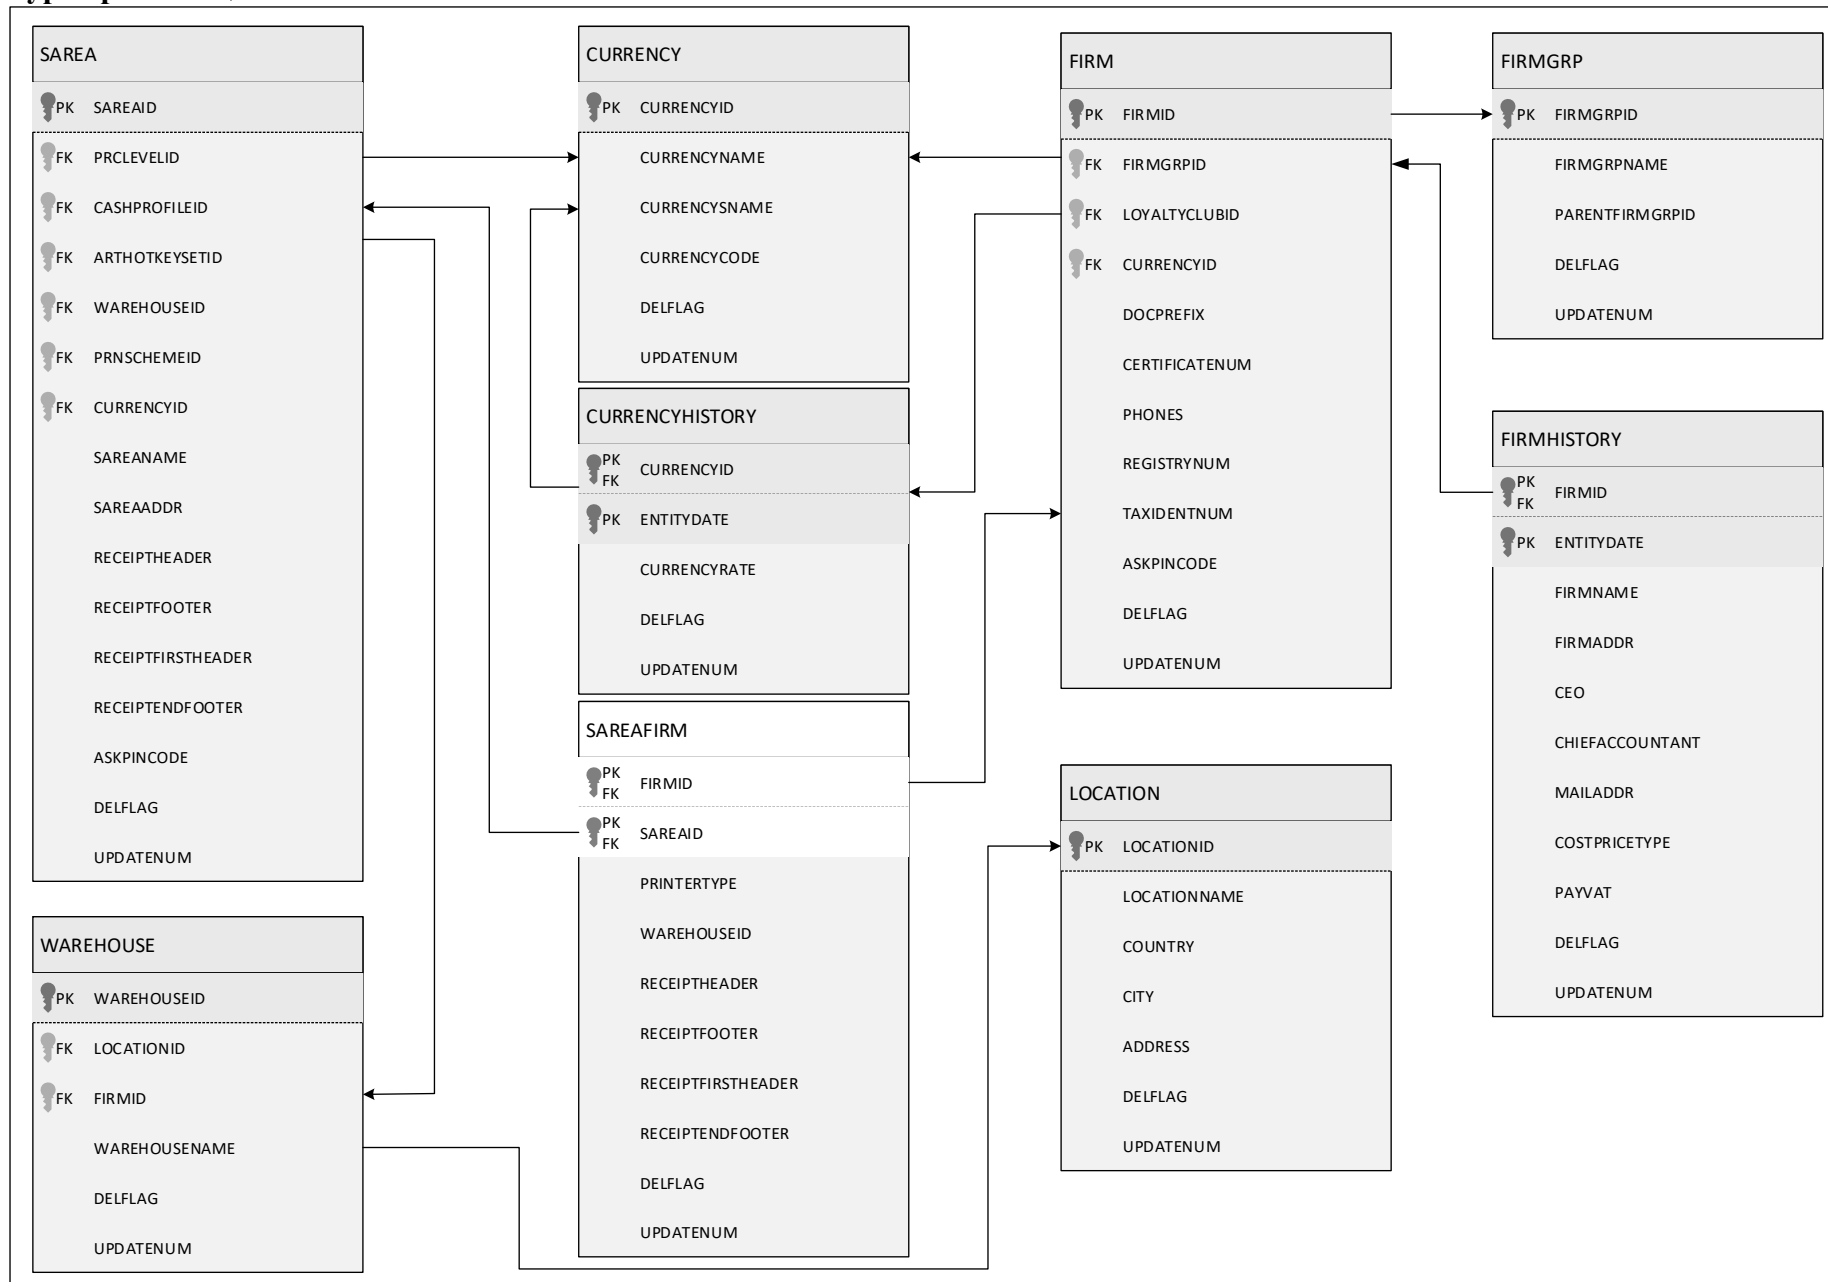 SAREA
PK SAREAID
FK PRCLEVELID
FK CASHPROFILEID
FK ARTHOTKEYSETID
FK WAREHOUSEID
FK PRNSCHEMEID
FK CURRENCYID
SAREANAME
SAREAADDR
RECEIPTHEADER
RECEIPTFOOTER
RECEIPTFIRSTHEADER
RECEIPTENDFOOTER
ASKPINCODE
DELFLAG
UPDATENUM
WAREHOUSE
PK WAREHOUSEID
FK LOCATIONID
FK FIRMID
WAREHOUSENAME
DELFLAG
UPDATENUM
CURRENCY
PK CURRENCYID
CURRENCYNAME
CURRENCYSNAME
CURRENCYCODE
DELFLAG
UPDATENUM
CURRENCYHISTORY
PK FK CURRENCYID
PK ENTITYDATE
CURRENCYRATE
DELFLAG
UPDATENUM
SAREAFIRM
PK FK FIRMID
PK FK SAREAID
PRINTERTYPE
WAREHOUSEID
RECEIPTHEADER
RECEIPTFOOTER
RECEIPTFIRSTHEADER
RECEIPTENDFOOTER
DELFLAG
UPDATENUM
FIRM
PK FIRMID
FK FIRMGRPID
FK LOYALTYCLUBID
FK CURRENCYID
DOCPREFIX
CERTIFICATENUM
PHONES
REGISTRYNUM
TAXIDENTNUM
ASKPINCODE
DELFLAG
UPDATENUM
LOCATION
PK LOCATIONID
LOCATIONNAME
COUNTRY
CITY
ADDRESS
DELFLAG
UPDATENUM
FIRMGRP
PK FIRMGRPID
FIRMGRPNAME
PARENTFIRMGRPID
DELFLAG
UPDATENUM
FIRMHISTORY
PK FK FIRMID
PK ENTITYDATE
FIRMNAME
FIRMADDR
CEO
CHIEFACCOUNTANT
MAILADDR
COSTPRICETYPE
PAYVAT
DELFLAG
UPDATENUM